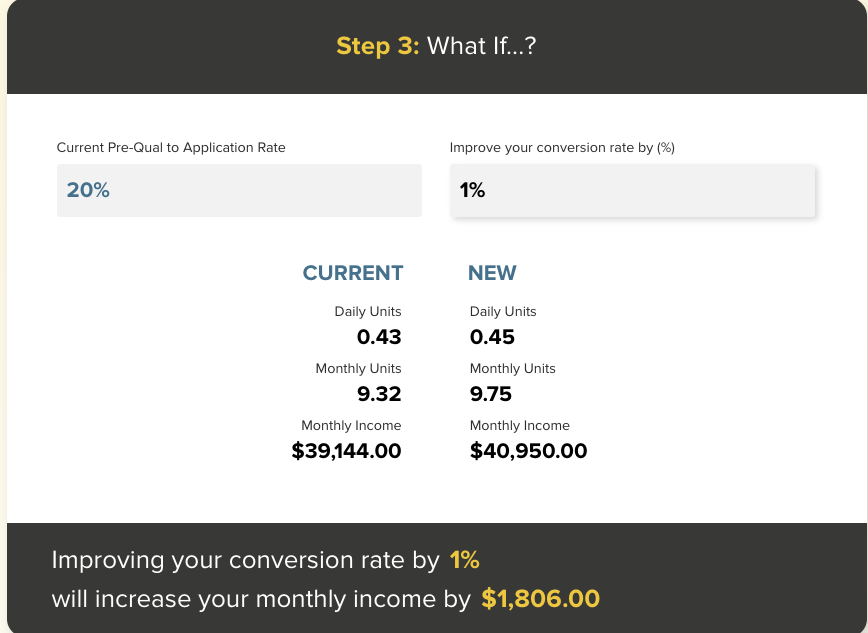 Step 3: What If...?
Current Pre-Qual to Application Rate
Improve your conversion rate by (%)
20%
1%
CURRENT
NEW
Daily Units
Daily Units
0.43
0.45
Monthly Units
Monthly Units
9.32
9.75
Monthly Income
Monthly Income
$39,144.00
$40,950.00
Improving your conversion rate by 1%
will increase your monthly income by $1,806.00